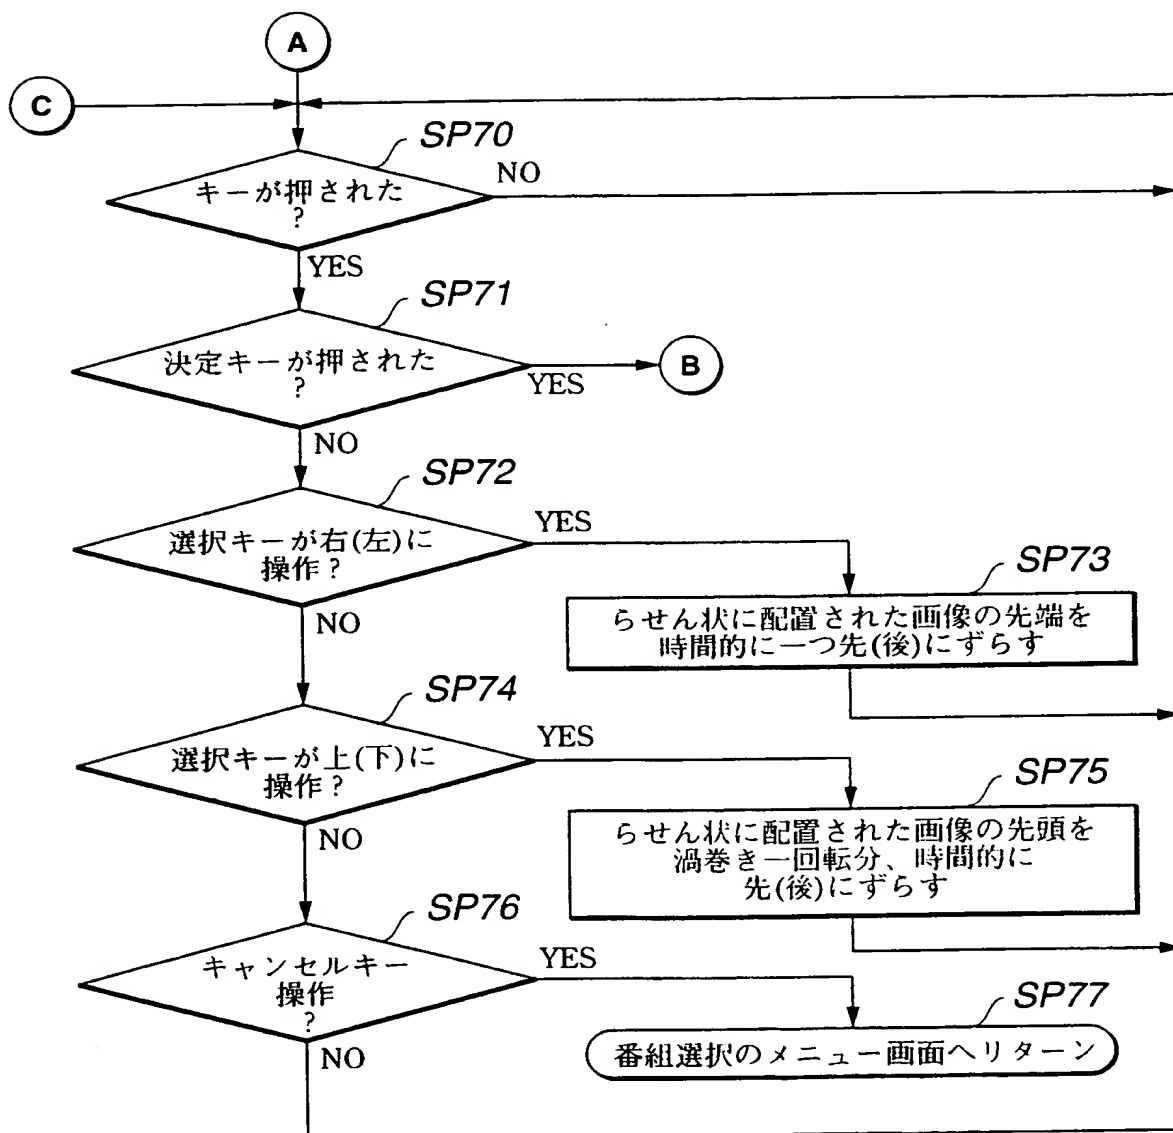 A
C
SP70
キーが押された
?
NO
YES
SP71
決定キーが押された
?
YES
B
NO
SP72
選択キーが右(左)に
操作?
YES
NO
SP73
らせん状に配置された画像の先端を
時間的に一つ先(後)にずらす
SP74
選択キーが上(下)に
操作?
YES
NO
SP75
らせん状に配置された画像の先頭を
渦巻き一回転分、時間的に
先(後)にずらす
SP76
キャンセルキー
操作
?
YES
NO
SP77
番組選択のメニュー画面へリターン